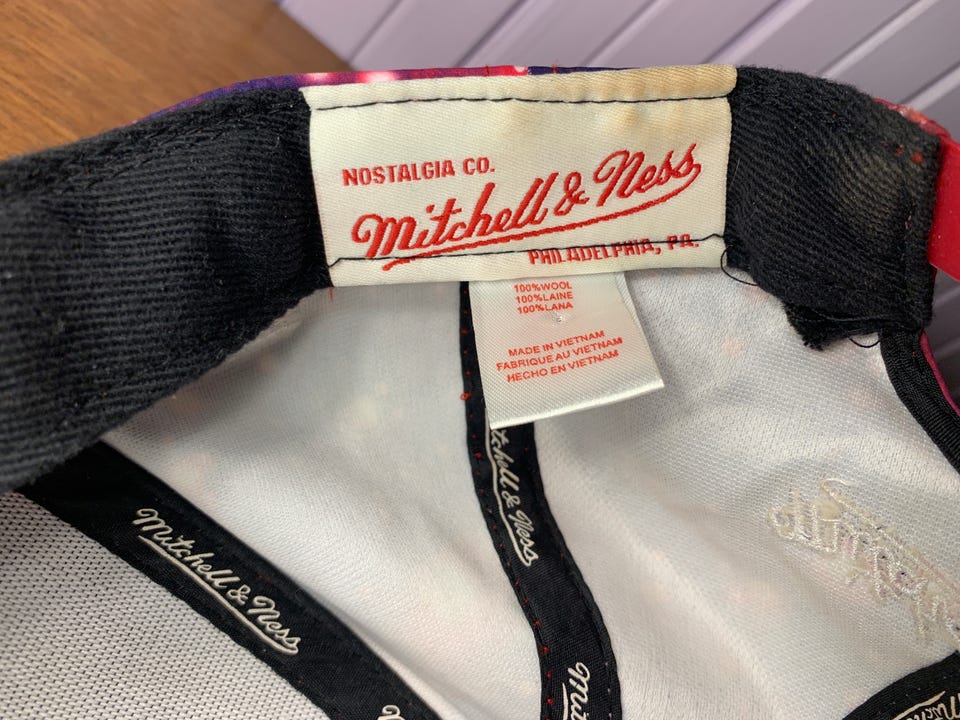 NOSTALGIA CO.
Mitchell & Ness
PHILADELPHIA, PA.
100%WOOL
100%LAINE
100%LANA
MADE IN VIETNAM
FABRIQUE AU VIETNAM
HECHO EN VIETNAM
tchell & Ness
Mitchell & Ness